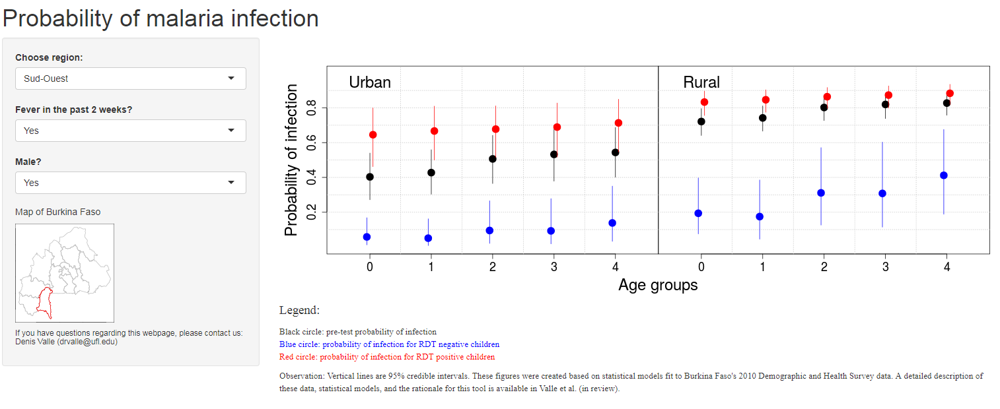 Probability of malaria infection
Choose region:
Sud-Ouest
Fever in the past 2 weeks?
Yes
Male?
Yes
Map of Burkina Faso
If you have questions regarding this webpage, please contact us:
Denis Valle (drvalle@ufl.edu)
Urban
Rural
Probability of infection
0.8
0.6
0.4
0.2
0 1 2 3 4
0 1 2 3 4
Age groups
Legend:
Black circle: pre-test probability of infection
Blue circle: probability of infection for RDT negative children
Red circle: probability of infection for RDT positive children
Observation: Vertical lines are 95% credible intervals. These figures were created based on statistical models fit to Burkina Faso's 2010 Demographic and Health Survey data. A detailed description of
these data, statistical models, and the rationale for this tool is available in Valle et al. (in review).